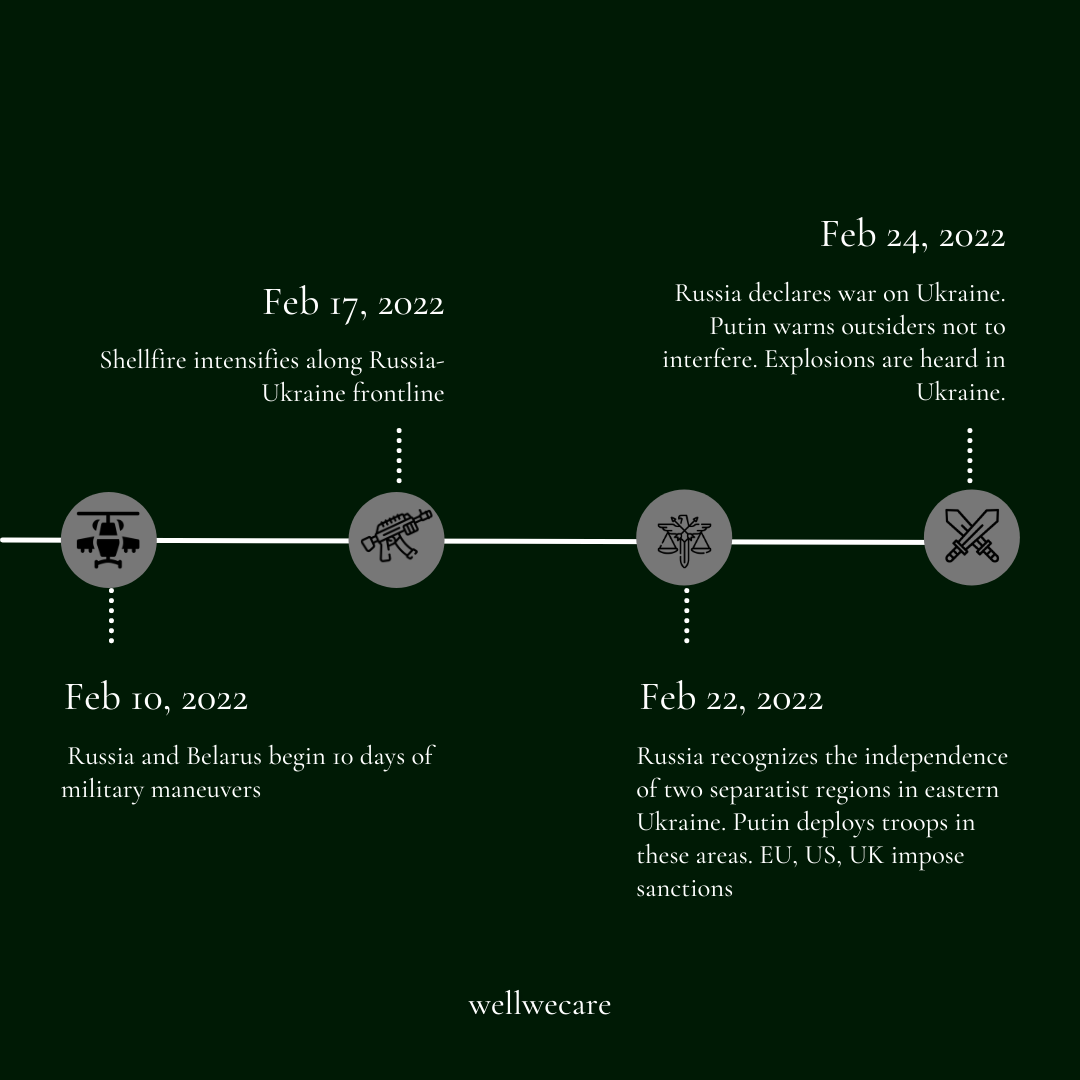 Feb 10, 2022
Russia and Belarus begin 10 days of
military maneuvers
Feb 17, 2022
Shellfire intensifies along Russia-
Ukraine frontline
Feb 22, 2022
Russia recognizes the independence
of two separatist regions in eastern
Ukraine. Putin deploys troops in
these areas. EU, US, UK impose
sanctions
Feb 24, 2022
Russia declares war on Ukraine.
Putin warns outsiders not to
interfere. Explosions are heard in
Ukraine.
wellwecare